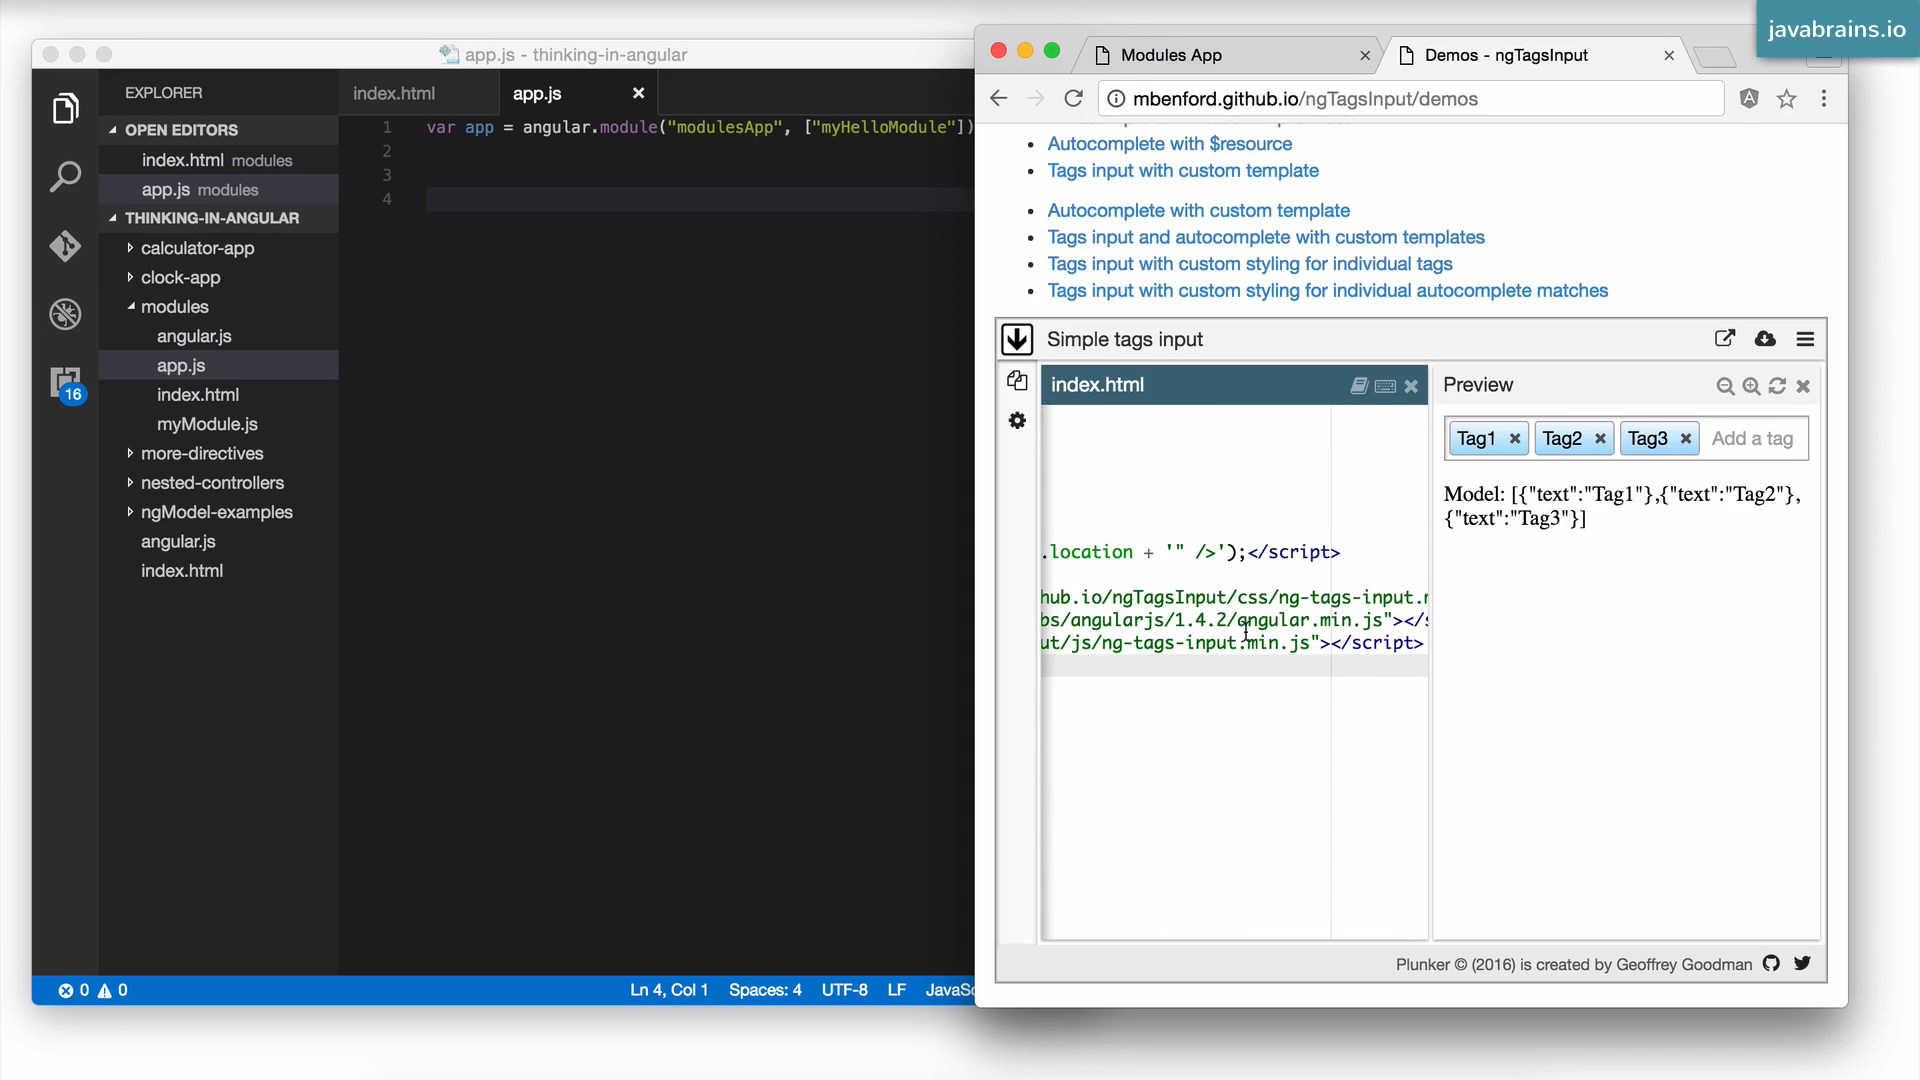 javabrains.io
app.js - thinking-in-angular
EXPLORER
OPEN EDITORS
index.html modules
app.js modules
THINKING-IN-ANGULAR
calculator-app
clock-app
modules
angular.js
app.js
index.html
myModule.js
more-directives
nested-controllers
ngModel-examples
angular.js
index.html
16
index.html
app.js
1 var app = angular.module("modulesApp", ["myHelloModule"])
2
3
4
0 0
Ln 4, Col 1 Spaces: 4 UTF-8 LF
Modules App
Demos - ngTagsInput
mbenford.github.io/ngTagsInput/demos
Autocomplete with $resource
Tags input with custom template
Autocomplete with custom template
Tags input and autocomplete with custom templates
Tags input with custom styling for individual tags
Tags input with custom styling for individual autocomplete matches
Simple tags input
index.html
.location + '" />');</script>
hub.io/ngTagsInput/css/ng-tags-input.
bs/angularjs/1.4.2/angular.min.js"></
ut/js/ng-tags-input.min.js"></script>
Preview
Tag1 Tag2 Tag3 Add a tag
Model: [{"text":"Tag1"},{"text":"Tag2"},
{"text":"Tag3"}]
Plunker © (2016) is created by Geoffrey Goodman